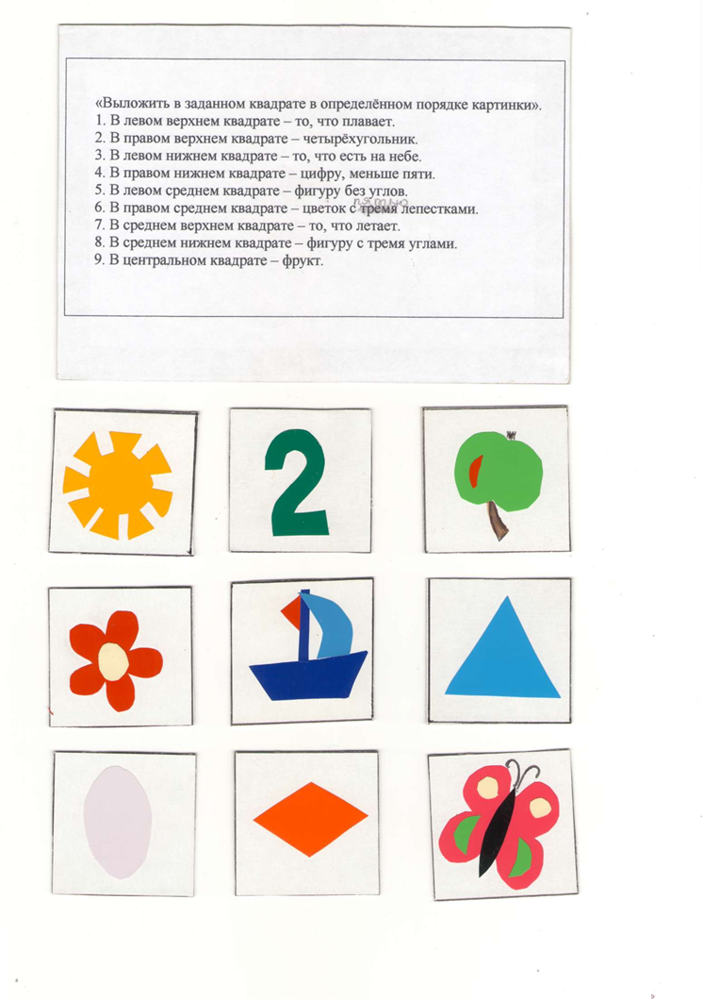 «Выложить в заданном квадрате в определённом порядке картинки».
1. В левом верхнем квадрате – то, что плавает.
2. В правом верхнем квадрате – четырёхугольник.
3. В левом нижнем квадрате – то, что есть на небе.
4. В правом нижнем квадрате – цифру, меньше пяти.
5. В левом среднем квадрате – фигуру без углов.
пятью
6. В правом среднем квадрате – цветок с тремя лепестками.
7. В среднем верхнем квадрате – то, что летает.
8. В среднем нижнем квадрате – фигуру с тремя углами.
9. В центральном квадрате – фрукт.
2